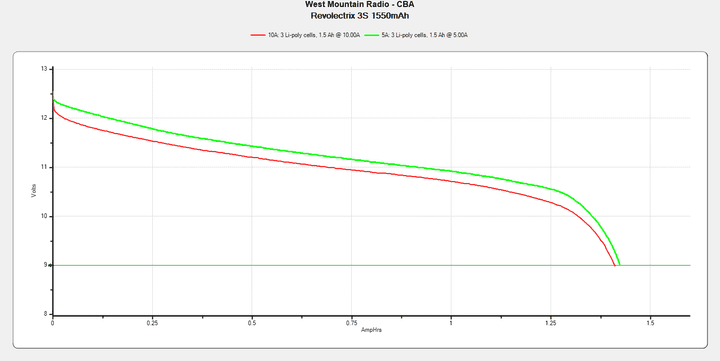 West Mountain Radio - CBA
Revolectrix 3S 1550mAh
10A: 3 Li-poly cells, 1.5 Ah @ 10.00A 5A: 3 Li-poly cells, 1.5 Ah @ 5.00A
13
12
11
Volts
10
9
8
0 0.25 0.5 0.75 1 1.25 1.5
AmpHrs